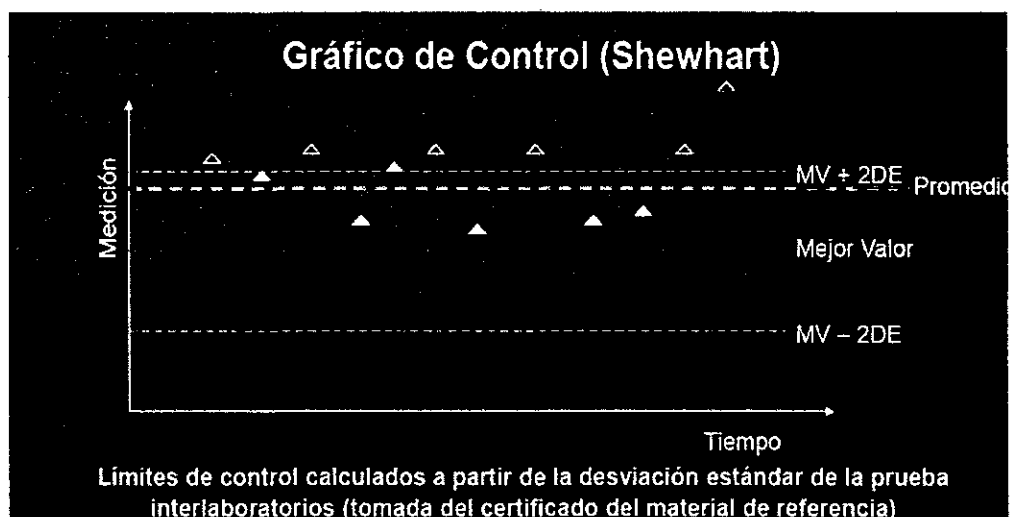 Gráfico de Control (Shewhart)
Medición
MV + 2DE
Promedio
Mejor Valor
MV – 2DE
Tiempo
Límites de control calculados a partir de la desviación estándar de la prueba
interlaboratorios (tomada del certificado del material de referencia)